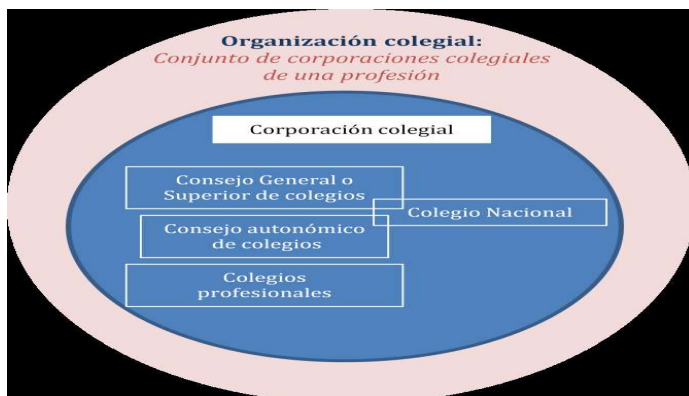 Organización colegial:
Conjunto de corporaciones colegiales
de una profesión
Corporación colegial
Consejo General o
Superior de colegios
Colegio Nacional
Consejo autonómico
de colegios
Colegios
profesionales